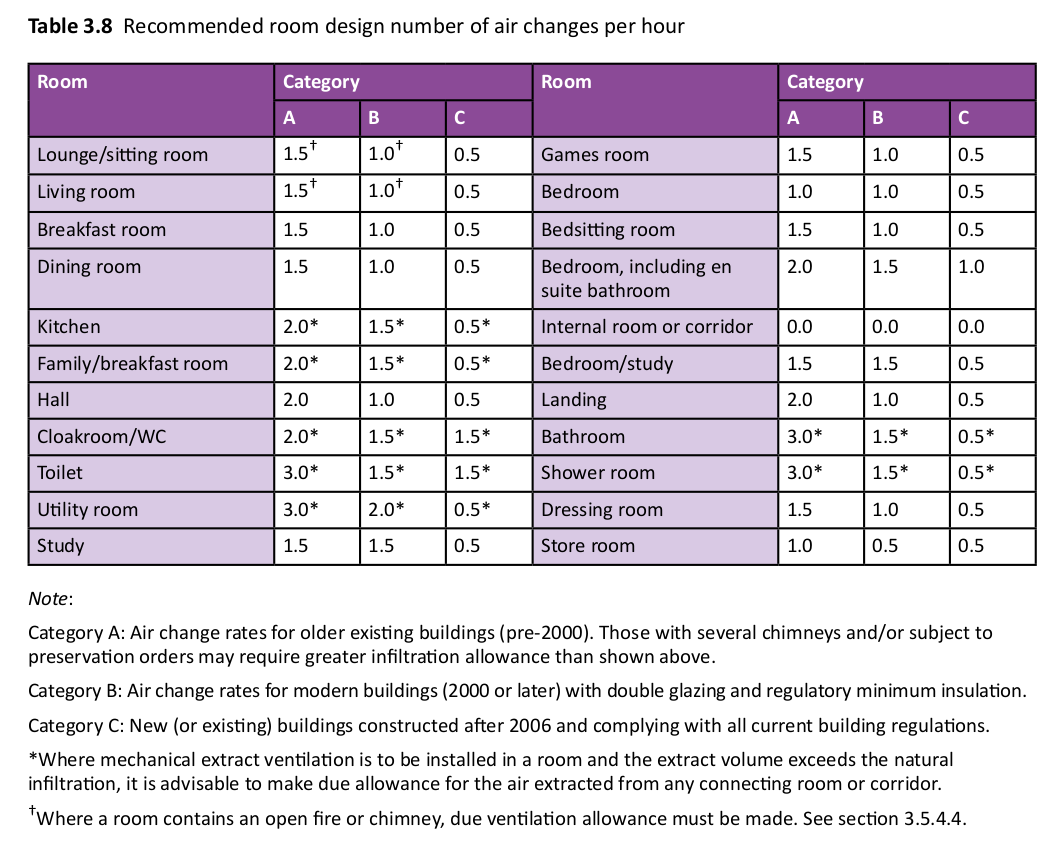 Table 3.8 Recommended room design number of air changes per hour
Room Category Room Category
A B C A B C
Lounge/sitting room 1.5† 1.0† 0.5 Games room 1.5 1.0 0.5
Living room 1.5† 1.0† 0.5 Bedroom 1.0 1.0 0.5
Breakfast room 1.5 1.0 0.5 Bedsitting room 1.5 1.0 0.5
Dining room 1.5 1.0 0.5 Bedroom, including en 2.0 1.5 1.0
suite bathroom
Kitchen 2.0* 1.5* 0.5* Internal room or corridor 0.0 0.0 0.0
Family/breakfast room 2.0* 1.5* 0.5* Bedroom/study 1.5 1.5 0.5
Hall 2.0 1.0 0.5 Landing 2.0 1.0 0.5
Cloakroom/WC 2.0* 1.5* 1.5* Bathroom 3.0* 1.5* 0.5*
Toilet 3.0* 1.5* 1.5* Shower room 3.0* 1.5* 0.5*
Utility room 3.0* 2.0* 0.5* Dressing room 1.5 1.0 0.5
Study 1.5 1.5 0.5 Store room 1.0 0.5 0.5
Note:
Category A: Air change rates for older existing buildings (pre-2000). Those with several chimneys and/or subject to
preservation orders may require greater infiltration allowance than shown above.
Category B: Air change rates for modern buildings (2000 or later) with double glazing and regulatory minimum insulation.
Category C: New (or existing) buildings constructed after 2006 and complying with all current building regulations.
*Where mechanical extract ventilation is to be installed in a room and the extract volume exceeds the natural
infiltration, it is advisable to make due allowance for the air extracted from any connecting room or corridor.
†Where a room contains an open fire or chimney, due ventilation allowance must be made. See section 3.5.4.4.